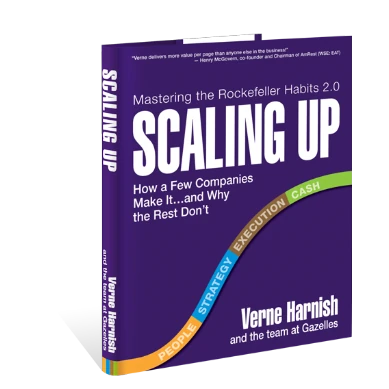 "Verne delivers more value per page than anyone else in the business!"
— Henry McGovern, co-founder and Chairman of AmRest (WSE: EAT)
Mastering the Rockefeller Habits 2.0
SCALING UP
How a Few Companies
Make It...and Why
the Rest Don't
PEOPLE STRATEGY EXECUTION CASH
Verne Harnish
and the team at Gazelles
SCALING UP
Verne Harnish
and the team at Gazelles